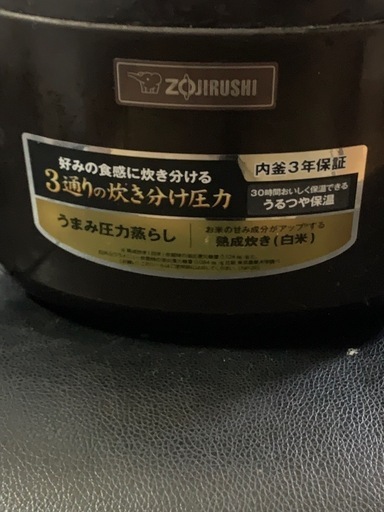 ZOJIRUSHI
好みの食感に炊き分ける
3通りの炊き分け圧力
内釜3年保証
30時間おいしく保温できる
うるつや保温
うまみ圧力蒸らし
お米の甘み成分がアップ※する
熟成炊き(白米)